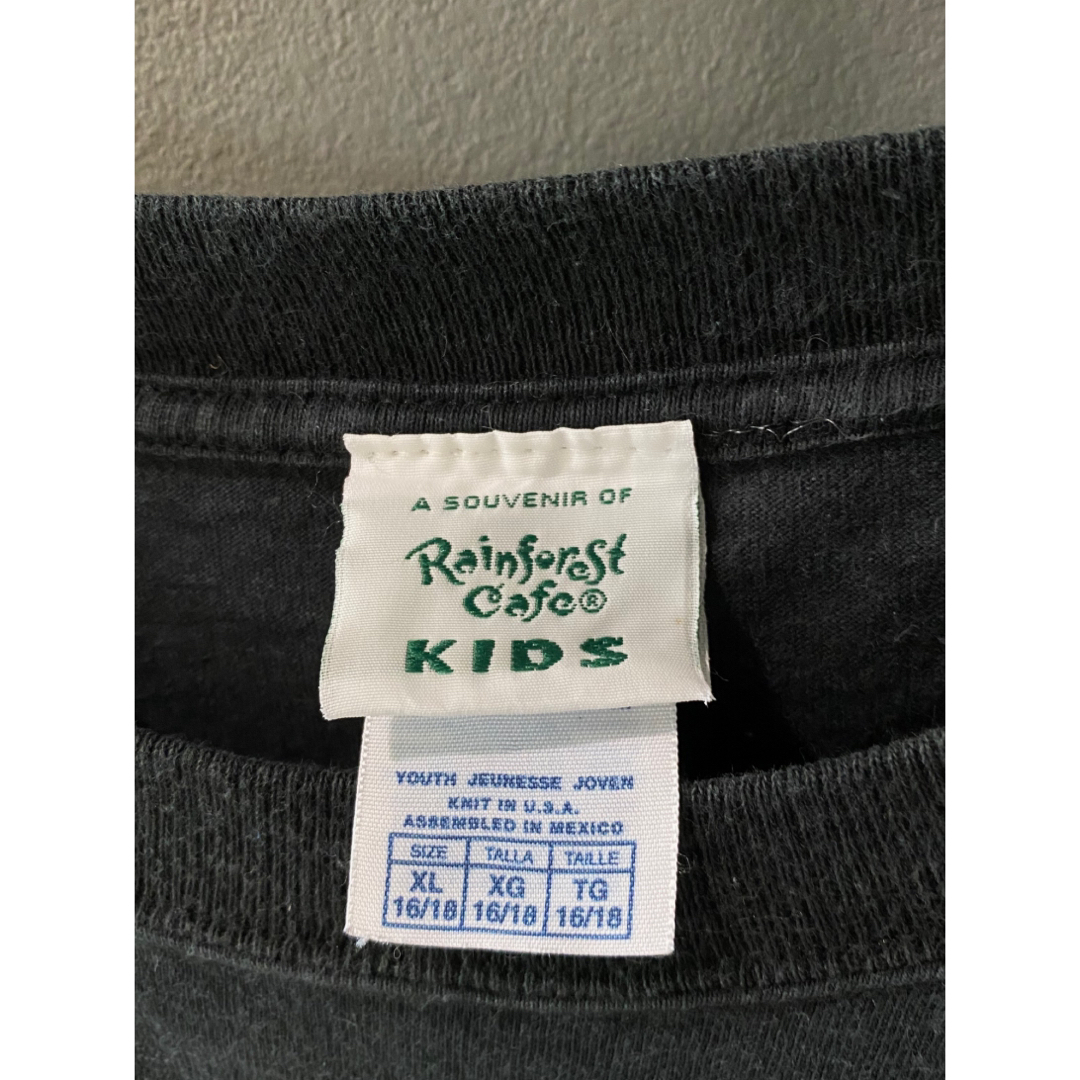 A SOUVENIR OF
Rainforest
Cafe®
KIDS
YOUTH JEUNESSE JOVEN
KNIT IN U.S.A.
ASSEMBLED IN MEXICO
SIZE TALLA TAILLE
XL XG TG
16/18 16/18 16/18